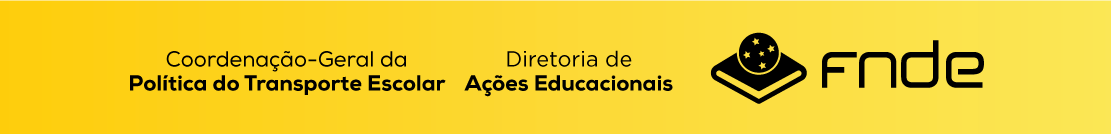 Coordenação-Geral da
Política do Transporte Escolar
Diretoria de
Ações Educacionais
fnde